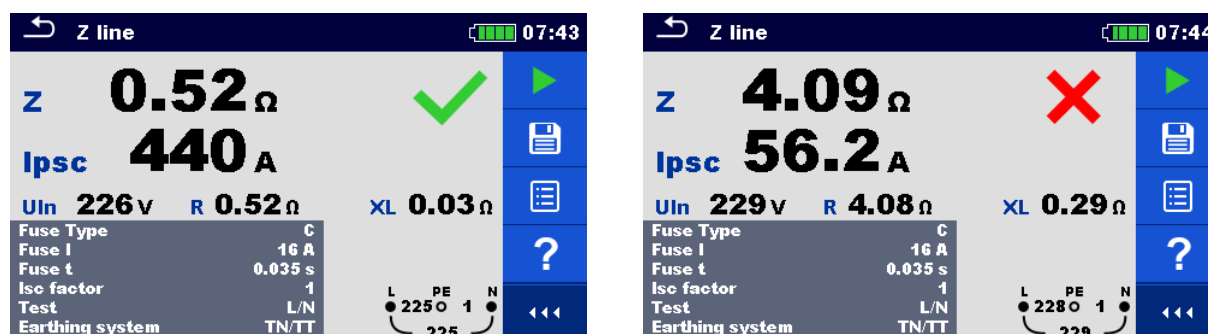 Z line 07:43
Z 0.52 Ω
Ipsc 440 A
Uln 226 V R 0.52 Ω XL 0.03 Ω
Fuse Type C
Fuse I 16 A
Fuse t 0.035 s
Isc factor 1
Test L/N
Earthing system TN/TT
L PE N
225 1
225
?
Z line 07:44
Z 4.09 Ω
Ipsc 56.2 A
Uln 229 V R 4.08 Ω XL 0.29 Ω
Fuse Type C
Fuse I 16 A
Fuse t 0.035 s
Isc factor 1
Test L/N
Earthing system TN/TT
L PE N
228 1
229
?